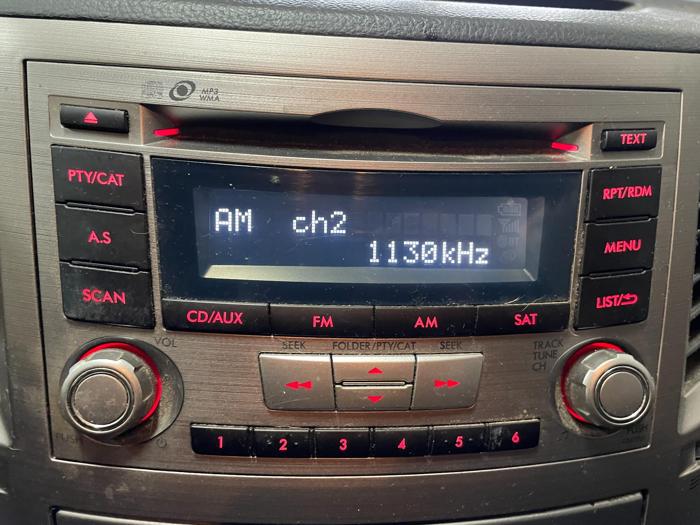 MP3
WMA
TEXT
PTY/CAT
RPT/RDM
AM ch2
A.S
MENU
1130kHz
SCAN
LIST/
CD/AUX FM AM SAT
VOL
SEEK FOLDER/PTY/CAT SEEK
TRACK
TUNE
CH
PUSH
1 2 3 4 5 6